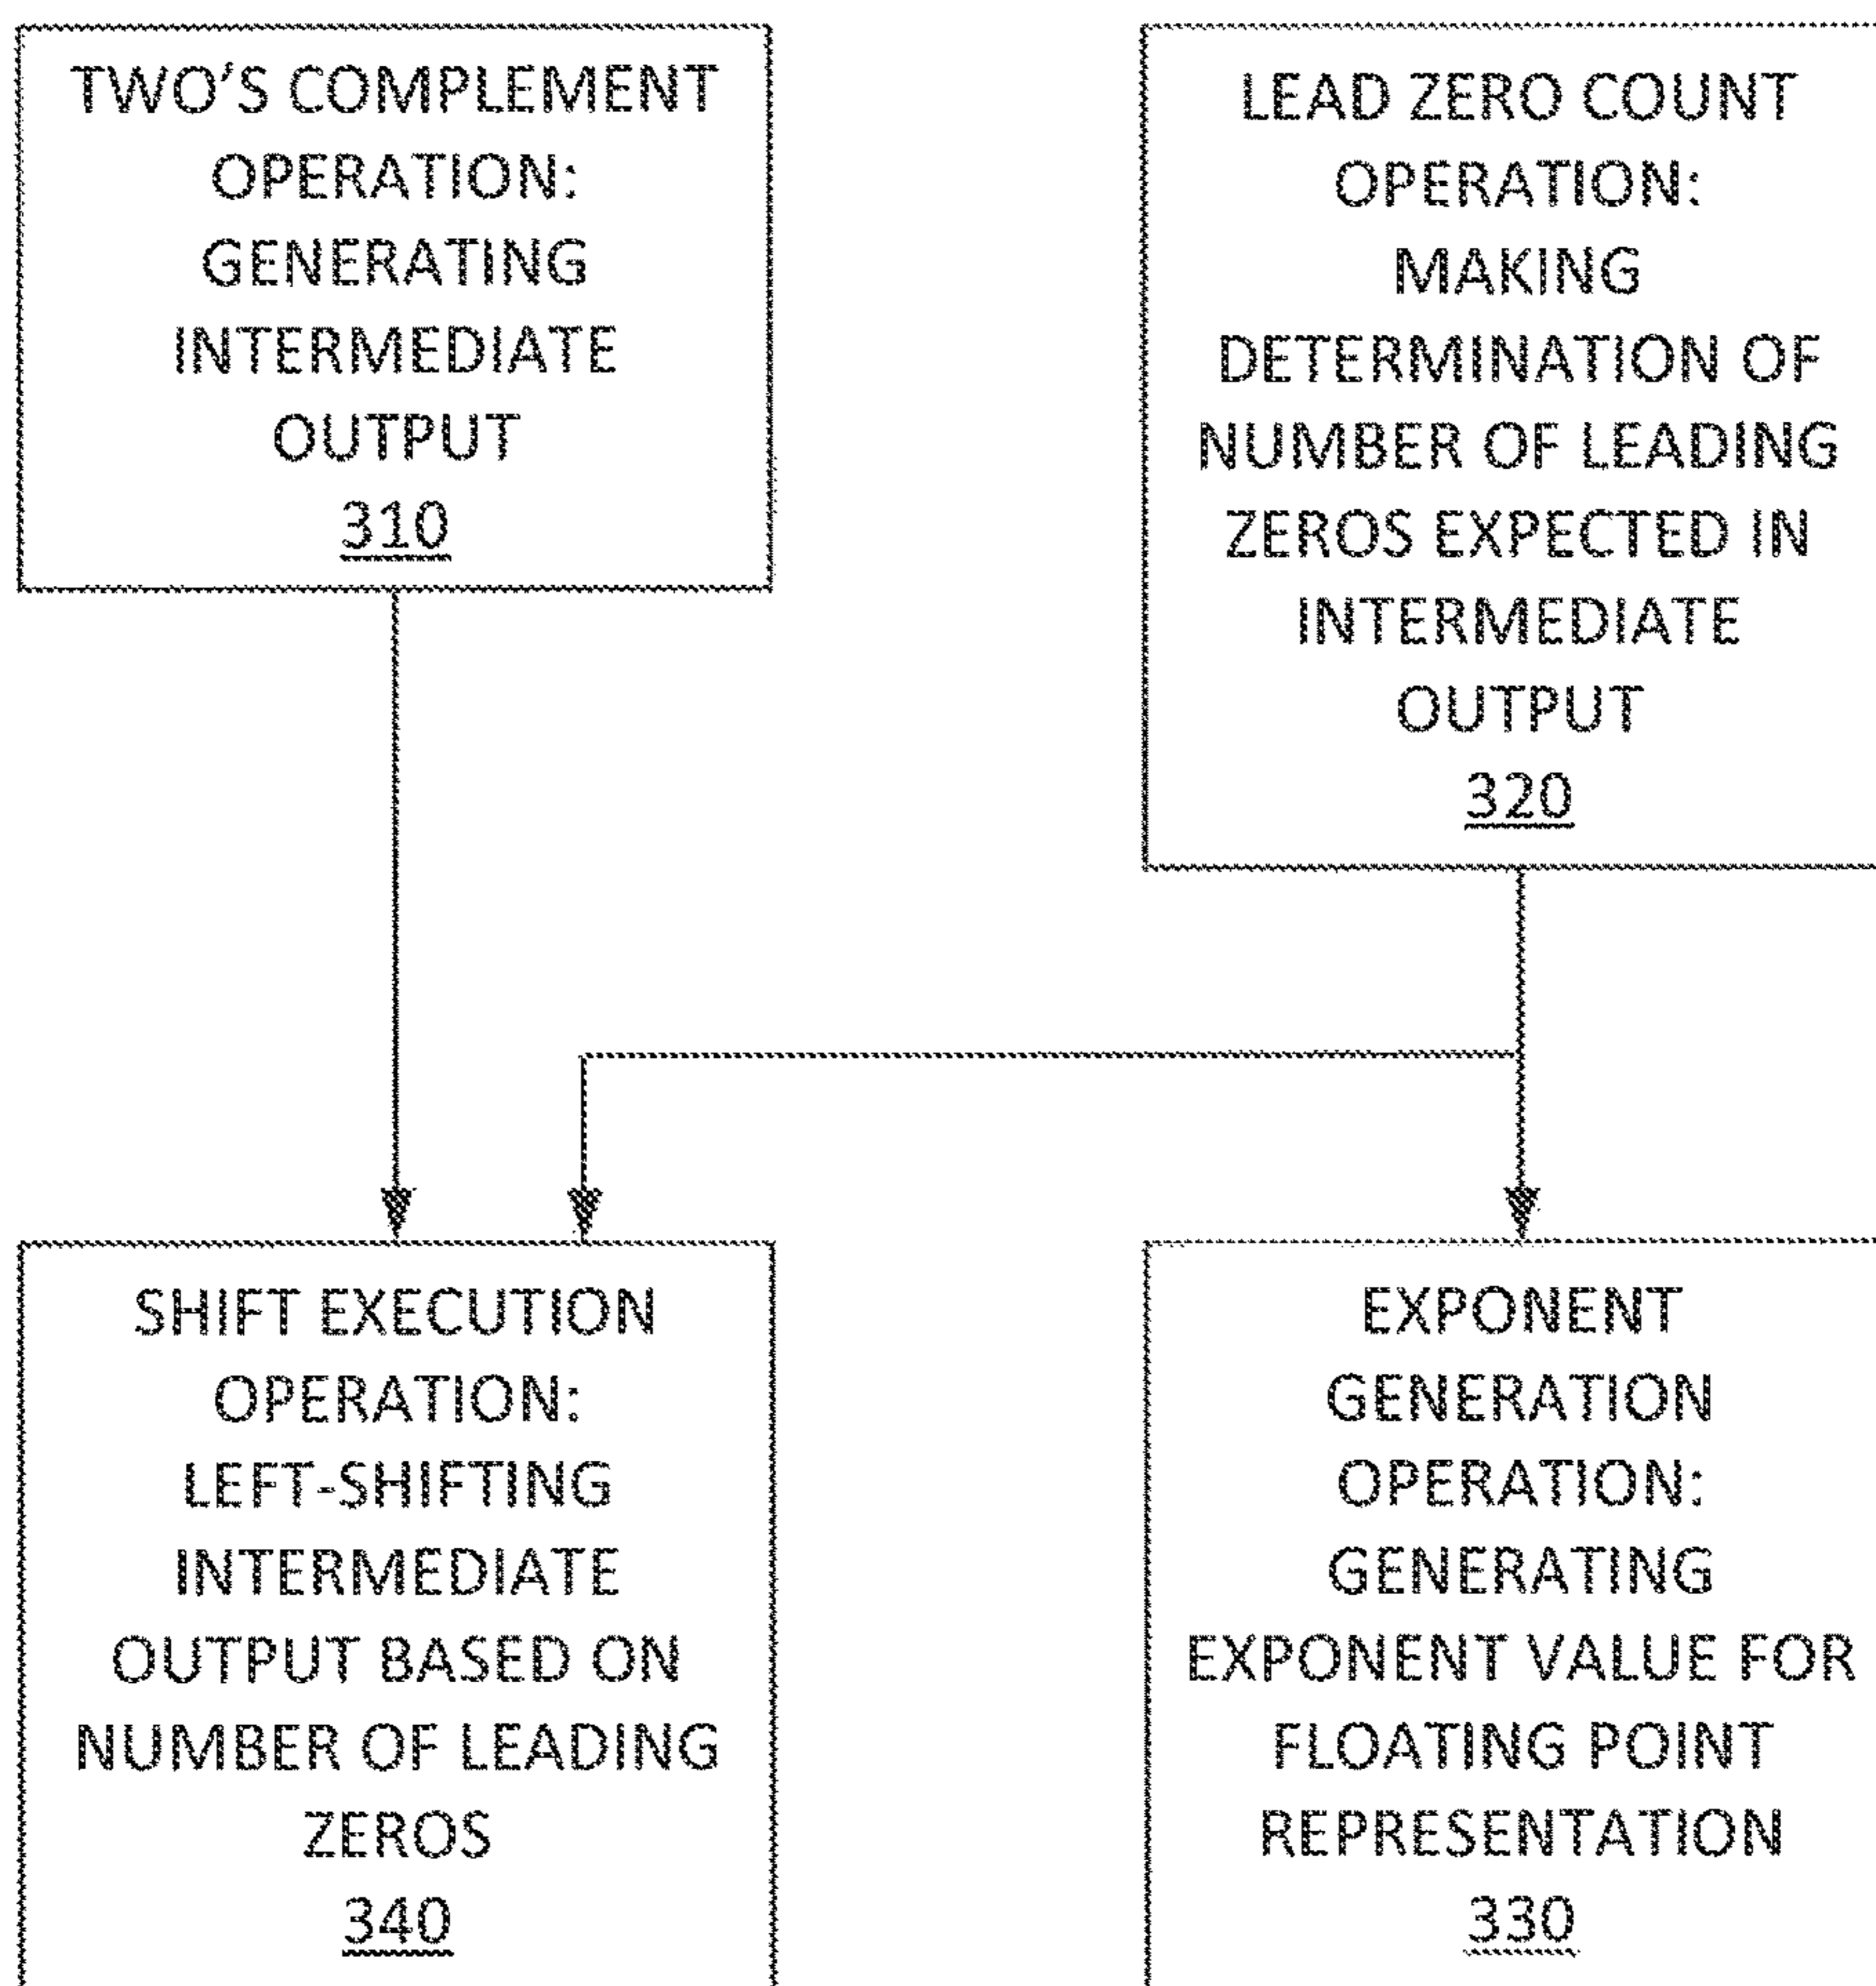 TWO'S COMPLEMENT
OPERATION:
GENERATING
INTERMEDIATE
OUTPUT
310
LEAD ZERO COUNT
OPERATION:
MAKING
DETERMINATION OF
NUMBER OF LEADING
ZEROS EXPECTED IN
INTERMEDIATE
OUTPUT
320
SHIFT EXECUTION
OPERATION:
LEFT-SHIFTING
INTERMEDIATE
OUTPUT BASED ON
NUMBER OF LEADING
ZEROS
340
EXPONENT
GENERATION
OPERATION:
GENERATING
EXPONENT VALUE FOR
FLOATING POINT
REPRESENTATION
330